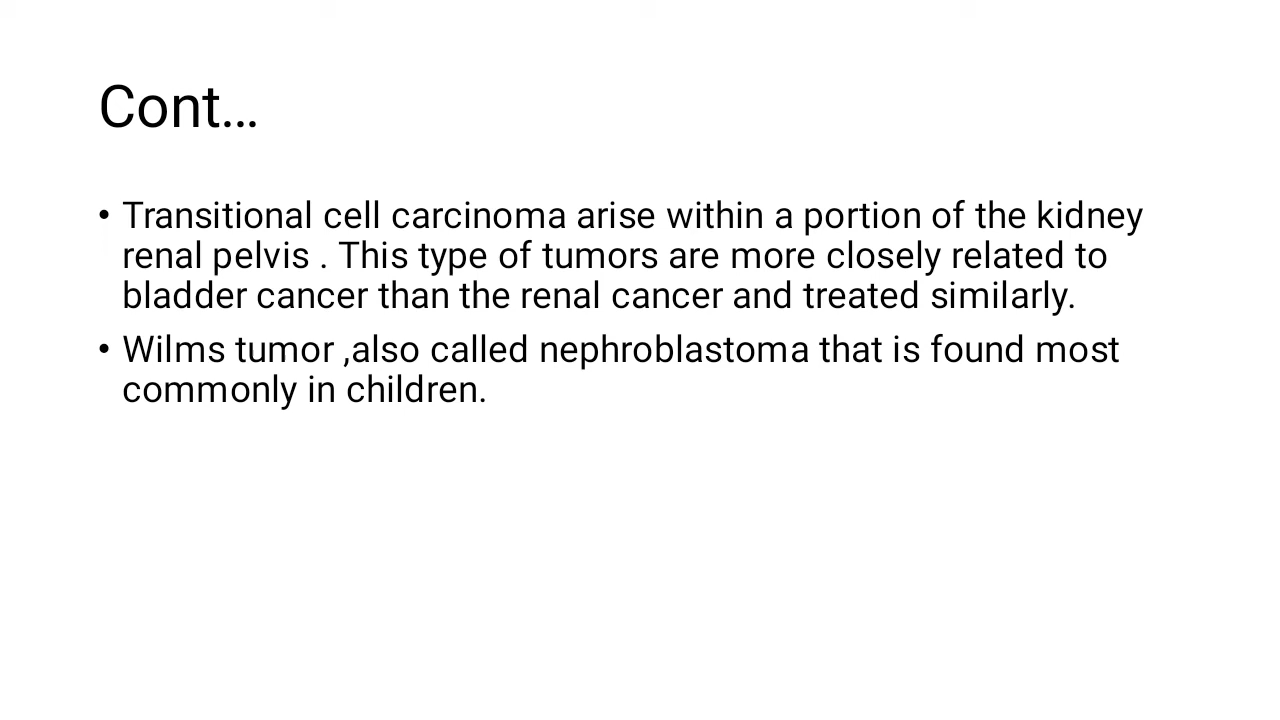 Cont...
• Transitional cell carcinoma arise within a portion of the kidney
renal pelvis . This type of tumors are more closely related to
bladder cancer than the renal cancer and treated similarly.
• Wilms tumor ,also called nephroblastoma that is found most
commonly in children.